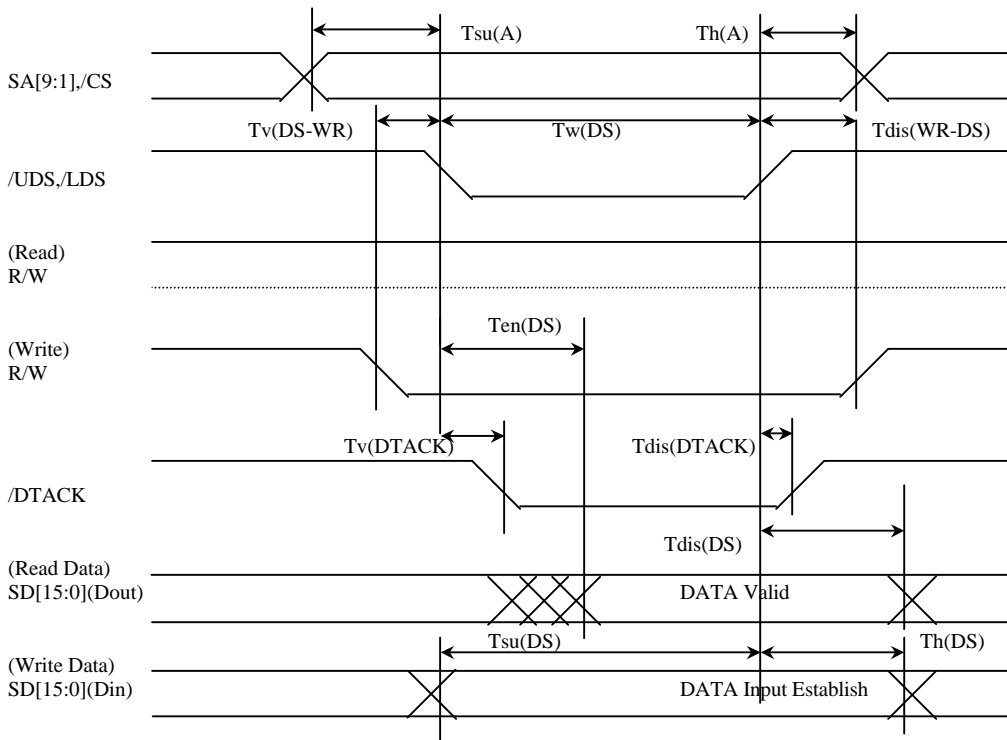 Tsu(A) Th(A)
SA[9:1],/CS
Tv(DS-WR) Tw(DS) Tdis(WR-DS)
/UDS,/LDS
(Read)
R/W
Ten(DS)
(Write)
R/W
Tv(DTACK) Tdis(DTACK)
/DTACK
Tdis(DS)
(Read Data)
SD[15:0](Dout) DATA Valid
Tsu(DS) Th(DS)
(Write Data)
SD[15:0](Din) DATA Input Establish